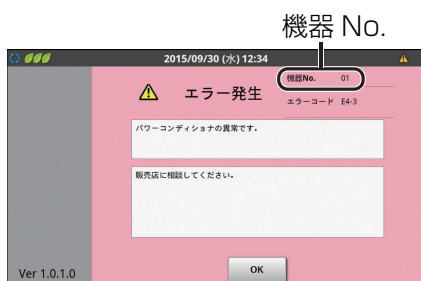 機器 No.
2015/09/30 (水) 12:34
機器No. 01
エラー発生
エラーコード E4-3
パワーコンディショナの異常です。
販売店に相談してください。
OK
Ver 1.0.1.0